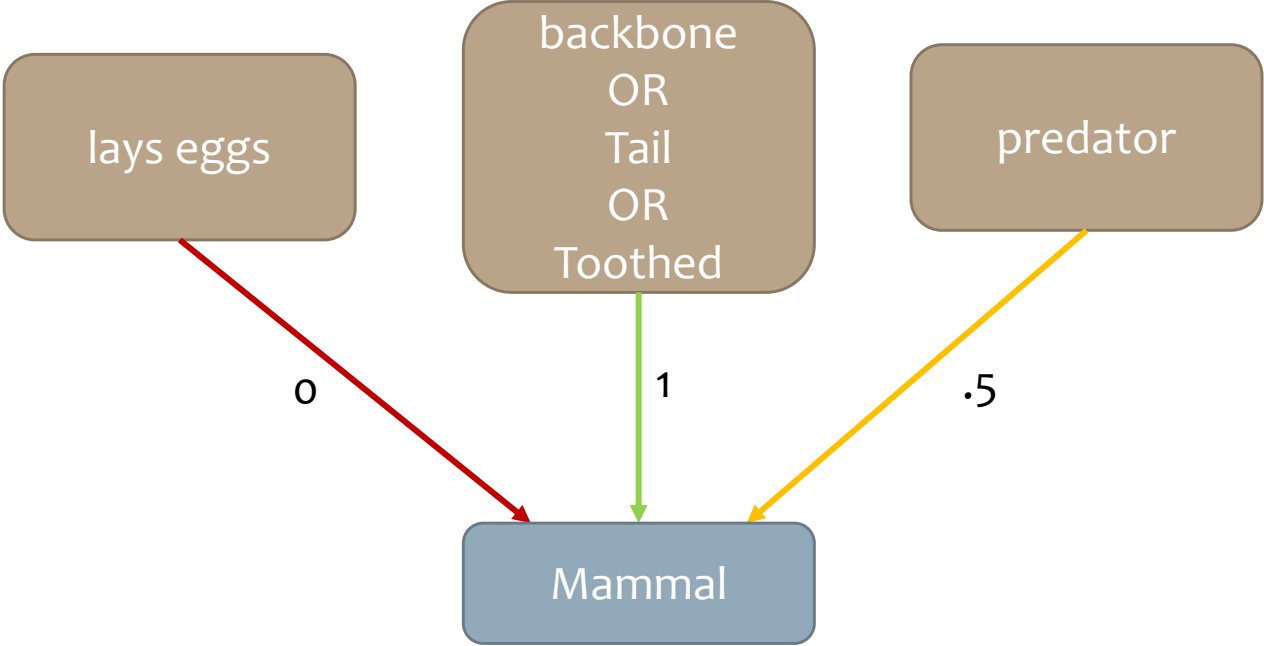 lays eggs
backbone
OR
Tail
OR
Toothed
predator
0
1
.5
Mammal